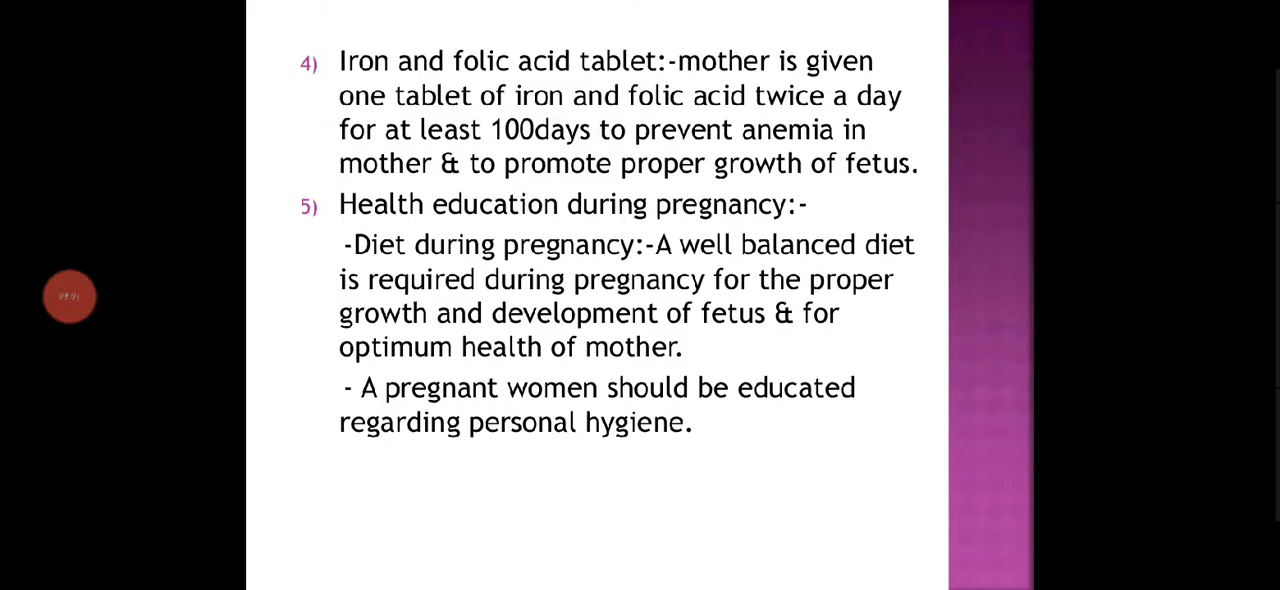 4) Iron and folic acid tablet:-mother is given
one tablet of iron and folic acid twice a day
for at least 100days to prevent anemia in
mother & to promote proper growth of fetus.
5) Health education during pregnancy:-
-Diet during pregnancy:-A well balanced diet
is required during pregnancy for the proper
growth and development of fetus & for
optimum health of mother.
- A pregnant women should be educated
regarding personal hygiene.